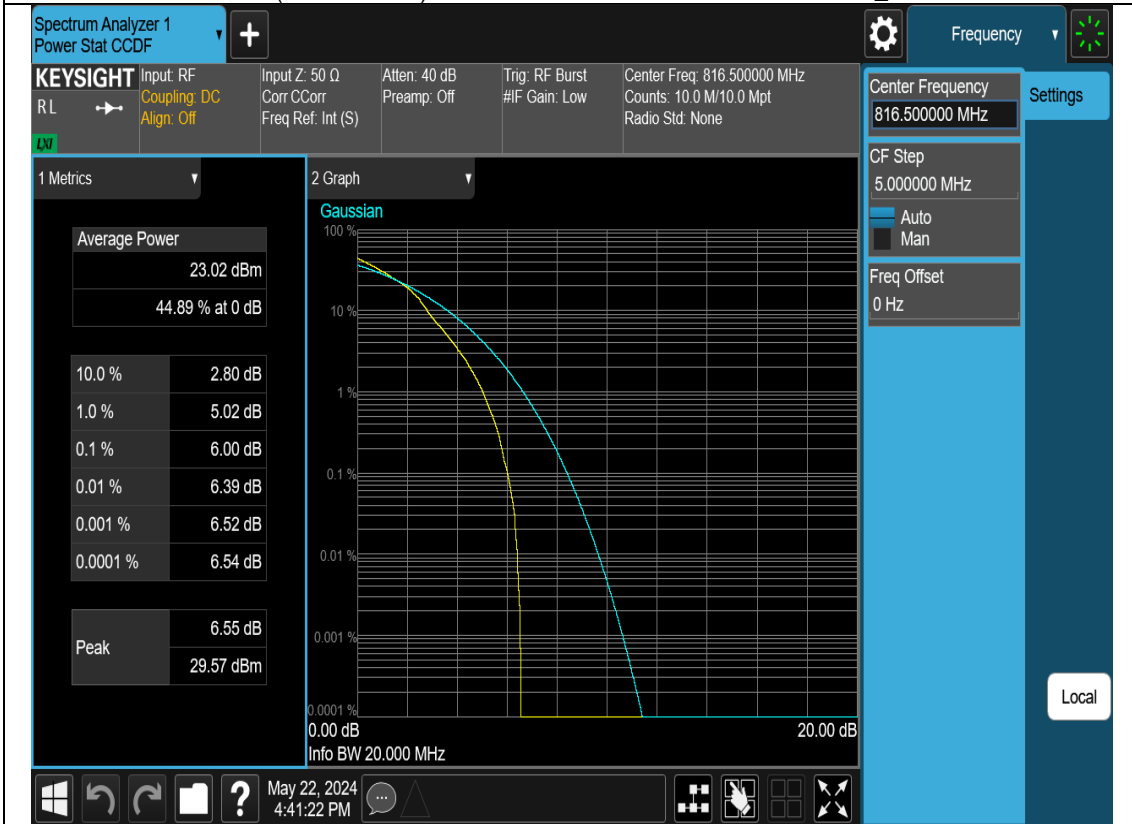 Spectrum Analyzer 1
Power Stat CCDF
Frequency
KEYSIGHT
RL
LXI
Input: RF
Coupling: DC
Align: Off
Input Z: 50 Ω
Corr CCorr
Freq Ref: Int (S)
Atten: 40 dB
Preamp: Off
Trig: RF Burst
#IF Gain: Low
Center Freq: 816.500000 MHz
Counts: 10.0 M/10.0 Mpt
Radio Std: None
1 Metrics
Average Power
23.02 dBm
44.89 % at 0 dB
10.0 % 2.80 dB
1.0 % 5.02 dB
0.1 % 6.00 dB
0.01 % 6.39 dB
0.001 % 6.52 dB
0.0001 % 6.54 dB
Peak
6.55 dB
29.57 dBm
2 Graph
Gaussian
100 %
10 %
1 %
0.1 %
0.01 %
0.001 %
0.0001 %
0.00 dB 20.00 dB
Info BW 20.000 MHz
Center Frequency
816.500000 MHz
Settings
CF Step
5.000000 MHz
Auto
Man
Freq Offset
0 Hz
Local
?
May 22, 2024
4:41:22 PM